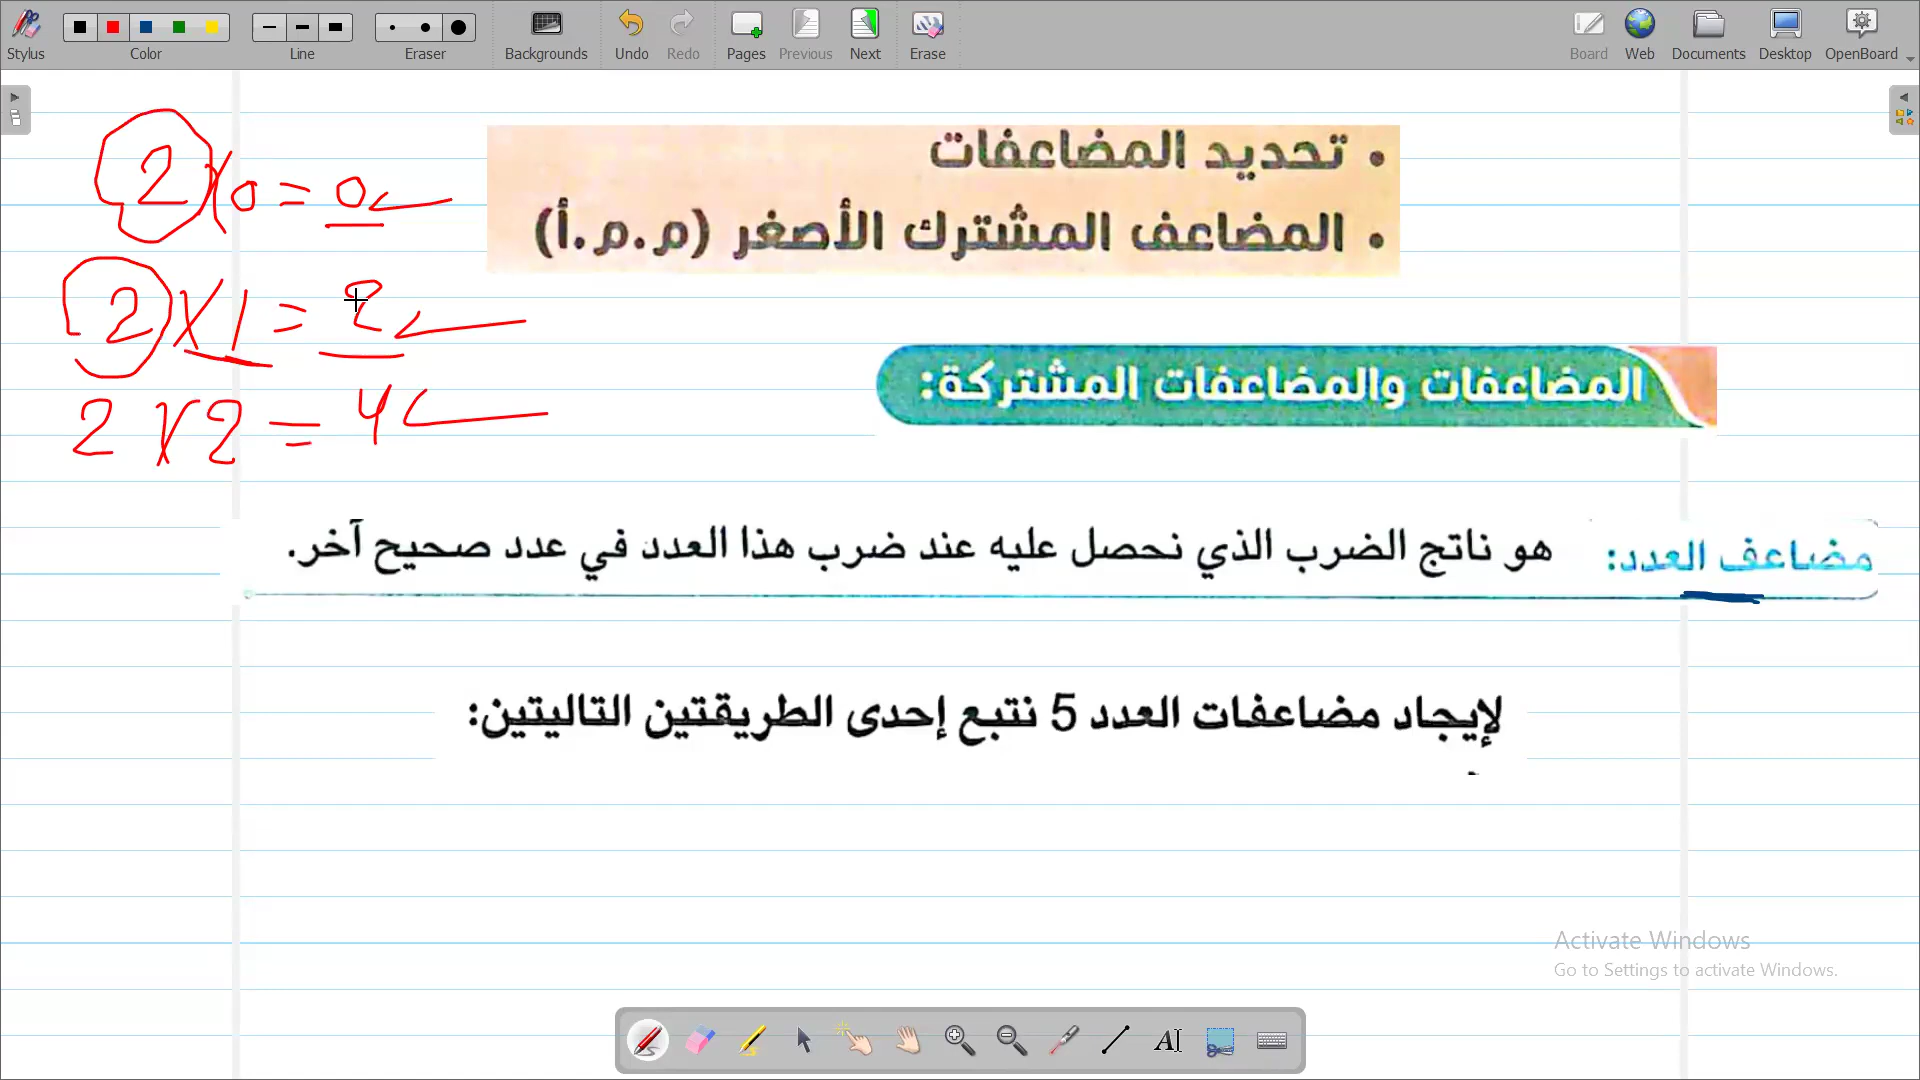 Stylus Color Line Eraser Backgrounds Undo Redo Pages Previous Next Erase Board Web Documents Desktop OpenBoard
• تحديد المضاعفات
• المضاعف المشترك الأصغر (م.م.أ)
2 × 0 = 0
2 × 1 = 2
2 × 2 = 4
المضاعفات والمضاعفات المشتركة:
مضاعف العدد: هو ناتج الضرب الذي نحصل عليه عند ضرب هذا العدد في عدد صحيح آخر.
لإيجاد مضاعفات العدد 5 نتبع إحدى الطريقتين التاليتين:
Activate Windows
Go to Settings to activate Windows.